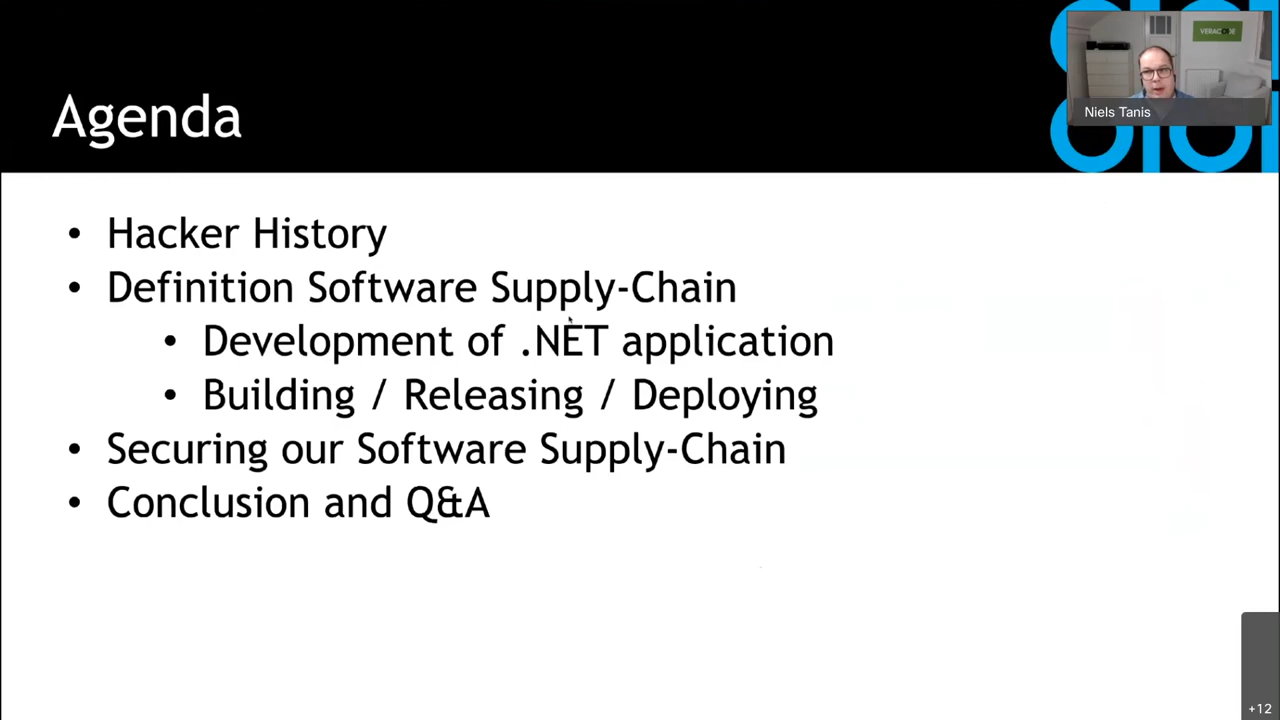 Agenda
VERACODE
Niels Tanis
• Hacker History
• Definition Software Supply-Chain
• Development of .NET application
• Building / Releasing / Deploying
• Securing our Software Supply-Chain
• Conclusion and Q&A
+12